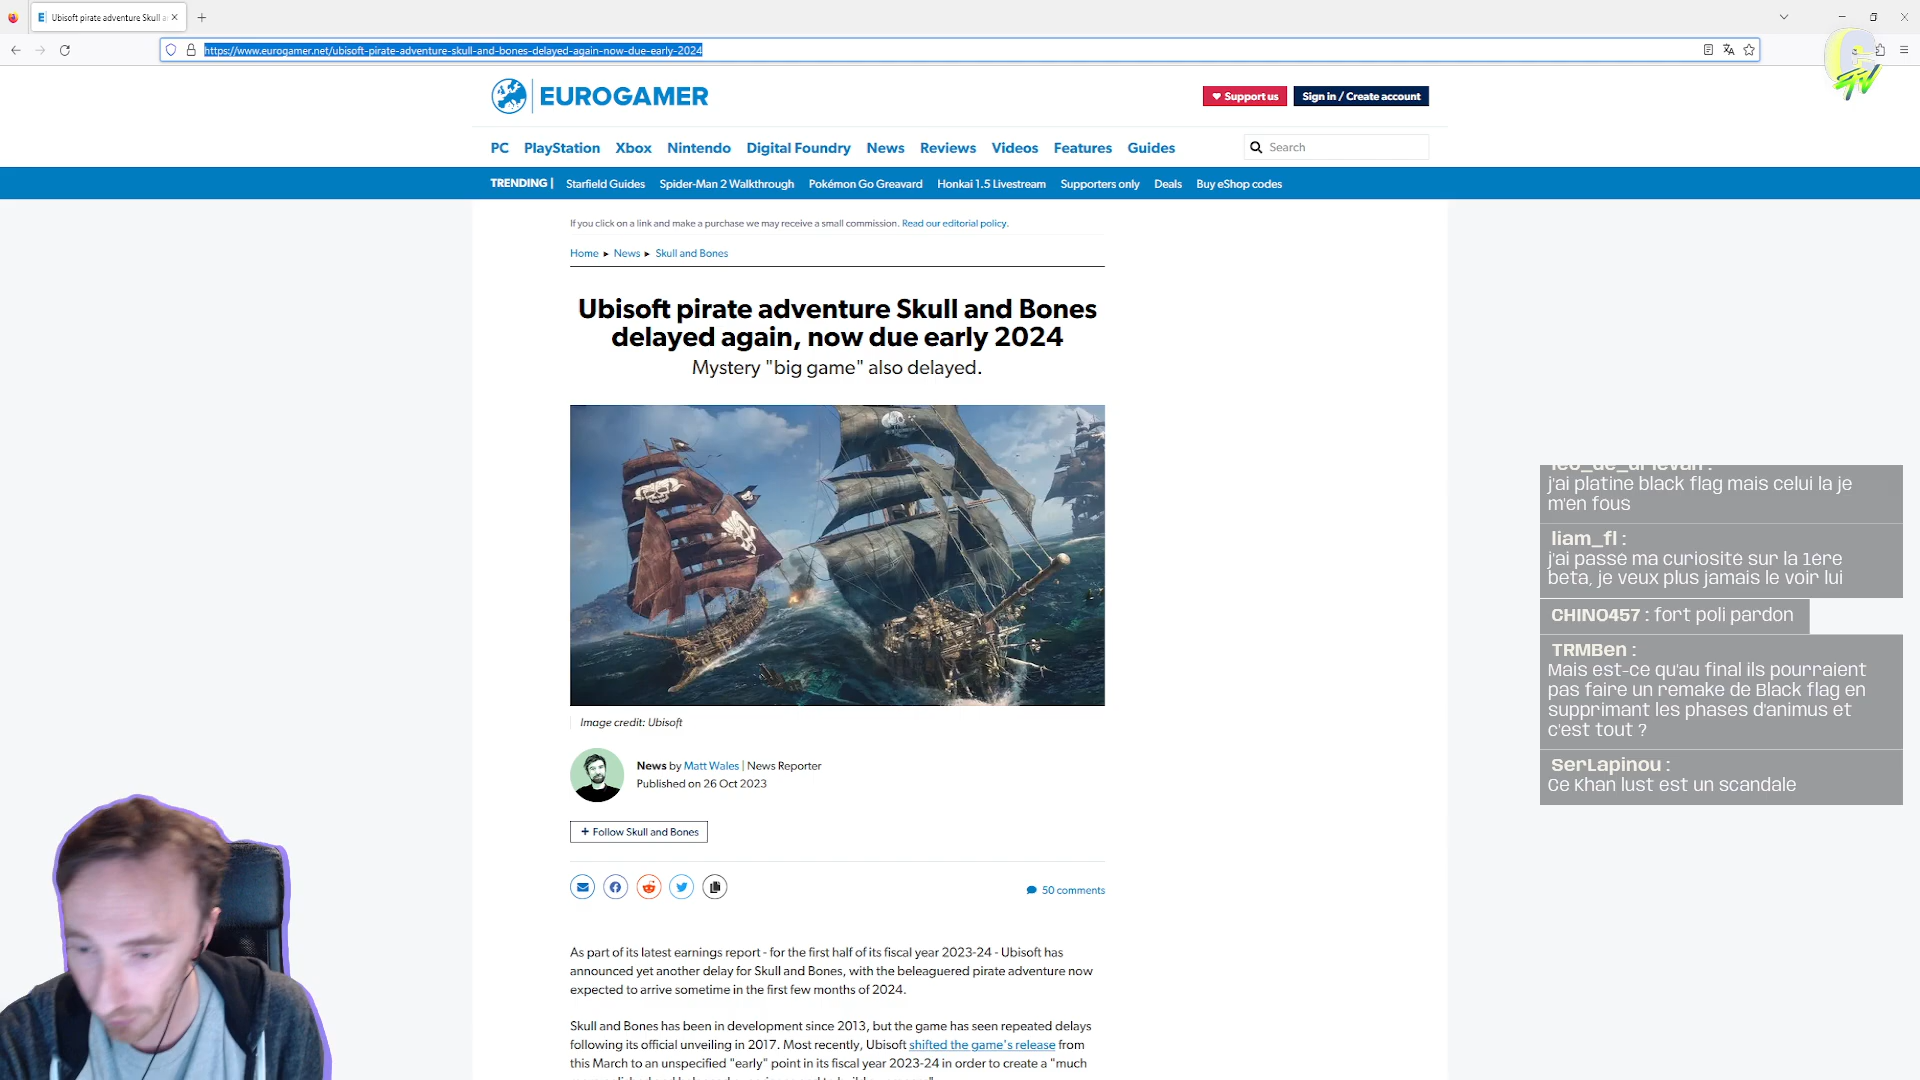 Ubisoft pirate adventure Skull a
https://www.eurogamer.net/ubisoft-pirate-adventure-skull-and-bones-delayed-again-now-due-early-2024
EUROGAMER
Support us
Sign in / Create account
PC PlayStation Xbox Nintendo Digital Foundry News Reviews Videos Features Guides
Search
TRENDING | Starfield Guides Spider-Man 2 Walkthrough Pokémon Go Greavard Honkai 1.5 Livestream Supporters only Deals Buy eShop codes
If you click on a link and make a purchase we may receive a small commission. Read our editorial policy.
Home ▸ News ▸ Skull and Bones
Ubisoft pirate adventure Skull and Bones
delayed again, now due early 2024
Mystery "big game" also delayed.
Image credit: Ubisoft
News by Matt Wales | News Reporter
Published on 26 Oct 2023
+ Follow Skull and Bones
50 comments
As part of its latest earnings report - for the first half of its fiscal year 2023-24 - Ubisoft has
announced yet another delay for Skull and Bones, with the beleaguered pirate adventure now
expected to arrive sometime in the first few months of 2024.
Skull and Bones has been in development since 2013, but the game has seen repeated delays
following its official unveiling in 2017. Most recently, Ubisoft shifted the game's release from
this March to an unspecified "early" point in its fiscal year 2023-24 in order to create a "much
j'ai platine black flag mais celui la je
m'en fous
liam_fl :
j'ai passé ma curiosité sur la 1ère
beta, je veux plus jamais le voir lui
CHINO457 : fort poli pardon
TRMBen :
Mais est-ce qu'au final ils pourraient
pas faire un remake de Black flag en
supprimant les phases d'animus et
c'est tout ?
SerLapinou :
Ce Khan lust est un scandale